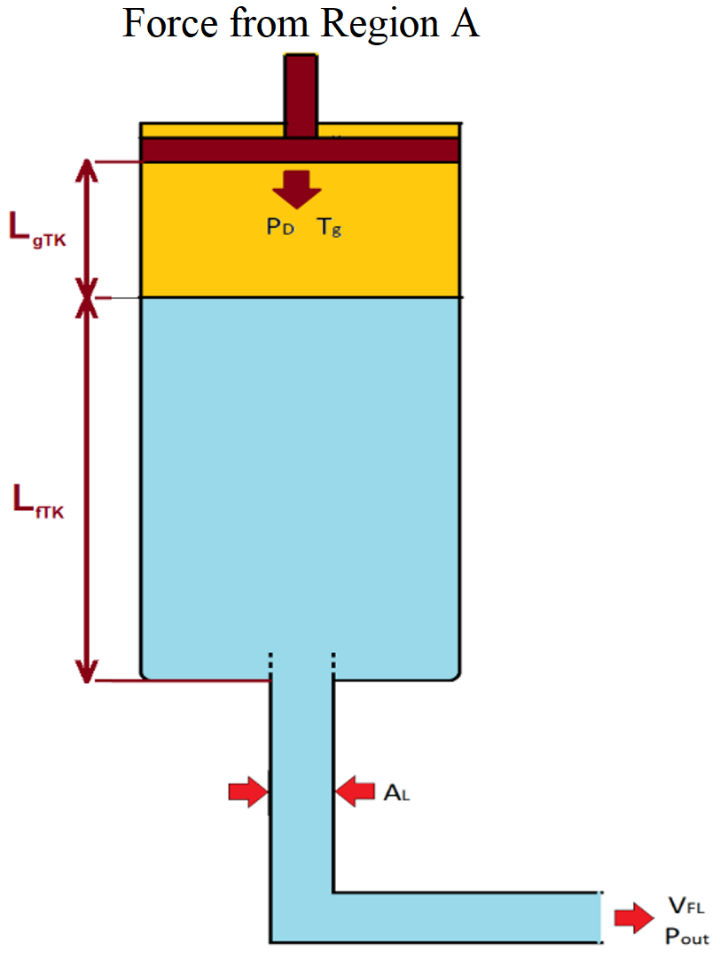 Force from Region A
PD Tg
LgTK
LfTK
AL
VFL
Pout